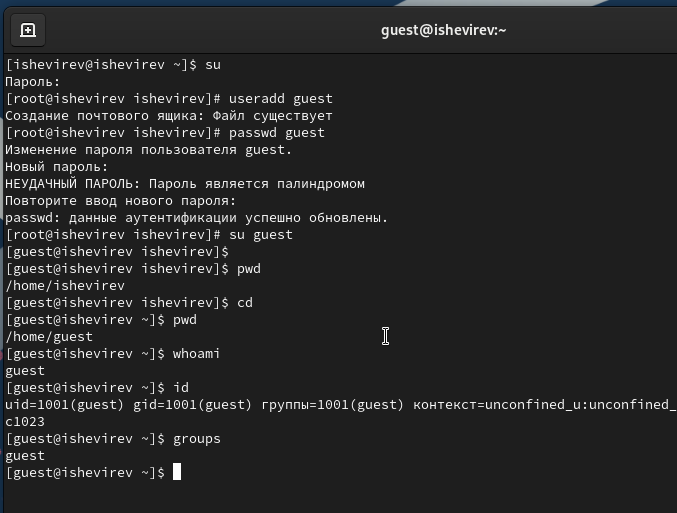 guest@ishevirev:~
[ishevirev@ishevirev ~]$ su
Пароль:
[root@ishevirev ishevirev]# useradd guest
Создание почтового ящика: Файл существует
[root@ishevirev ishevirev]# passwd guest
Изменение пароля пользователя guest.
Новый пароль:
НЕУДАЧНЫЙ ПАРОЛЬ: Пароль является палиндромом
Повторите ввод нового пароля:
passwd: данные аутентификации успешно обновлены.
[root@ishevirev ishevirev]# su guest
[guest@ishevirev ishevirev]$
[guest@ishevirev ishevirev]$ pwd
/home/ishevirev
[guest@ishevirev ishevirev]$ cd
[guest@ishevirev ~]$ pwd
/home/guest
[guest@ishevirev ~]$ whoami
guest
[guest@ishevirev ~]$ id
uid=1001(guest) gid=1001(guest) группы=1001(guest) контекст=unconfined_u:unconfined_
c1023
[guest@ishevirev ~]$ groups
guest
[guest@ishevirev ~]$